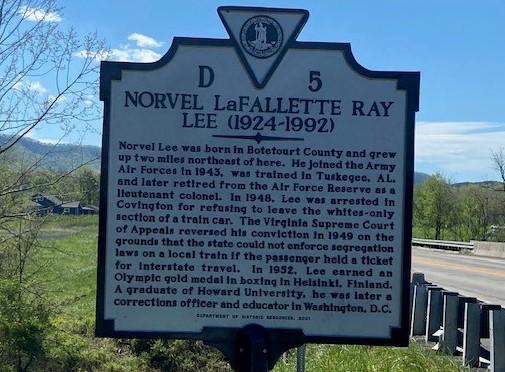 D 5
NORVEL LaFALLETTE RAY
LEE (1924-1992)
Norvel Lee was born in Botetourt County and grew
up two miles northeast of here. He joined the Army
Air Forces in 1943, was trained in Tuskegee, AL,
and later retired from the Air Force Reserve as a
lieutenant colonel. In 1948, Lee was arrested in
Covington for refusing to leave the whites-only
section of a train car. The Virginia Supreme Court
of Appeals reversed his conviction in 1949 on the
grounds that the state could not enforce segregation
laws on a local train if the passenger held a ticket
for interstate travel. In 1952, Lee earned an
Olympic gold medal in boxing in Helsinki, Finland.
A graduate of Howard University, he was later a
corrections officer and educator in Washington, D.C.
DEPARTMENT OF HISTORIC RESOURCES, 2021